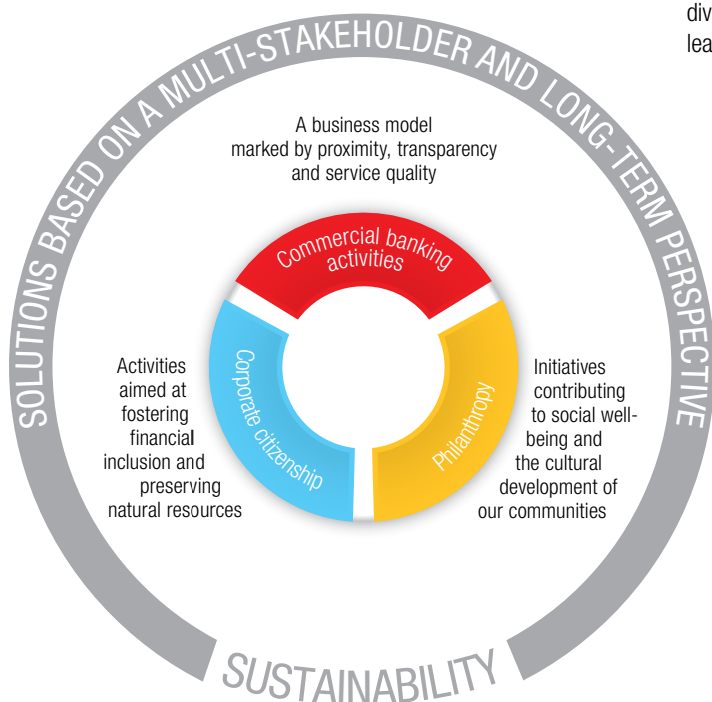 div
lea
SOLUTIONS BASED ON A MULTI-STAKEHOLDER AND LONG-TERM PERSPECTIVE
A business model
marked by proximity, transparency
and service quality
Commercial banking
activities
Corporate citizenship
Philanthropy
Activities
aimed at
fostering
financial
inclusion and
preserving
natural resources
Initiatives
contributing
to social well-
being and
the cultural
development of
our communities
SUSTAINABILITY